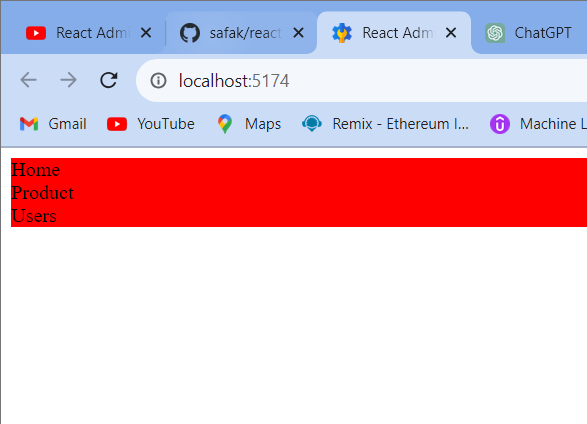 React Adm
safak/react
React Adm
ChatGPT
localhost:5174
Gmail
YouTube
Maps
Remix - Ethereum I...
Machine L
Home
Product
Users